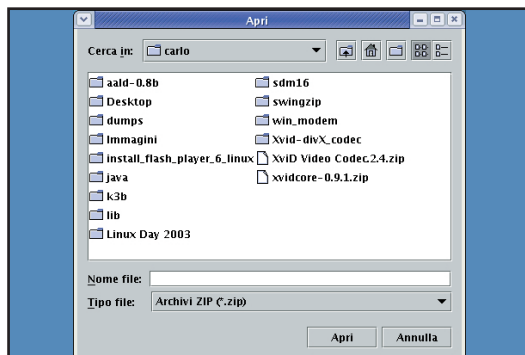 Apri
Cerca in: carlo
aald-0.8b
Desktop
dumps
Immagini
install_flash_player_6_linux
java
k3b
lib
Linux Day 2003
sdm16
swingzip
win_modem
Xvid-divX_codec
XviD Video Codec.2.4.zip
xvidcore-0.9.1.zip
Nome file:
Tipo file: Archivi ZIP (*.zip)
Apri Annulla